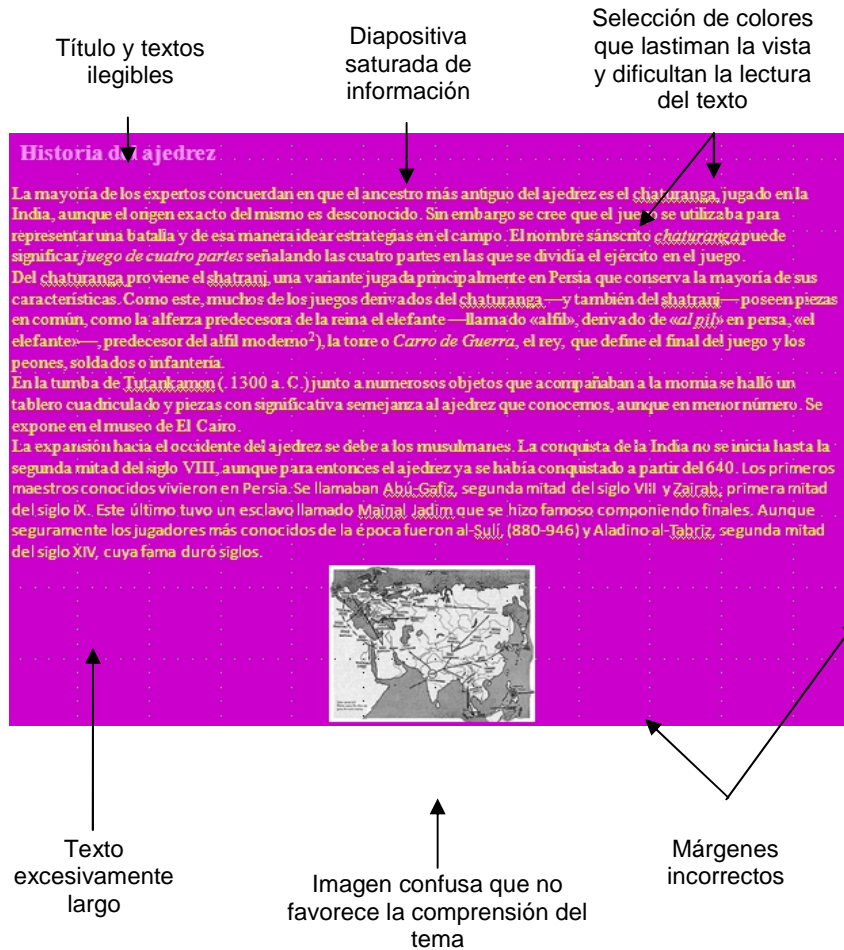 Título y textos
ilegibles
Diapositiva
saturada de
información
Selección de colores
que lastiman la vista
y dificultan la lectura
del texto
Historia del ajedrez
La mayoría de los expertos concuerdan en que el ancestro más antiguo del ajedrez es el chaturanga, jugado en la
India, aunque el origen exacto del mismo es desconocido. Sin embargo se cree que el juego se utilizaba para
representar una batalla y de esa manera idear estrategias en el campo. El nombre sánscrito chaturanga puede
significar juego de cuatro partes señalando las cuatro partes en las que se dividía el ejército en el juego.
Del chaturanga proviene el shatranj, una variante jugada principalmente en Persia que conserva la mayoría de sus
características. Como este, muchos de los juegos derivados del chaturanga —y también del shatranj— poseen piezas
en común, como la alferza predecesora de la reina el elefante —llamado «alfil», derivado de «al pil» en persa, «el
elefante»—, predecesor del alfil moderno2), la torre o Carro de Guerra, el rey, que define el final del juego y los
peones, soldados o infantería.
En la tumba de Tutankamon (. 1300 a. C.) junto a numerosos objetos que acompañaban a la momia se halló un
tablero cuadriculado y piezas con significativa semejanza al ajedrez que conocemos, aunque en menor número. Se
expone en el museo de El Cairo.
La expansión hacia el occidente del ajedrez se debe a los musulmanes. La conquista de la India no se inicia hasta la
segunda mitad del siglo VIII, aunque para entonces el ajedrez ya se había conquistado a partir del 640. Los primeros
maestros conocidos vivieron en Persia. Se llamaban Abú-Gafiz, segunda mitad del siglo VIII y Zairab, primera mitad
del siglo IX. Este último tuvo un esclavo llamado Mainal Jadim que se hizo famoso componiendo finales. Aunque
seguramente los jugadores más conocidos de la época fueron al-Sulí, (880-946) y Aladino al-Tabriz, segunda mitad
del siglo XIV, cuya fama duró siglos.
Texto
excesivamente
largo
Imagen confusa que no
favorece la comprensión del
tema
Márgenes
incorrectos